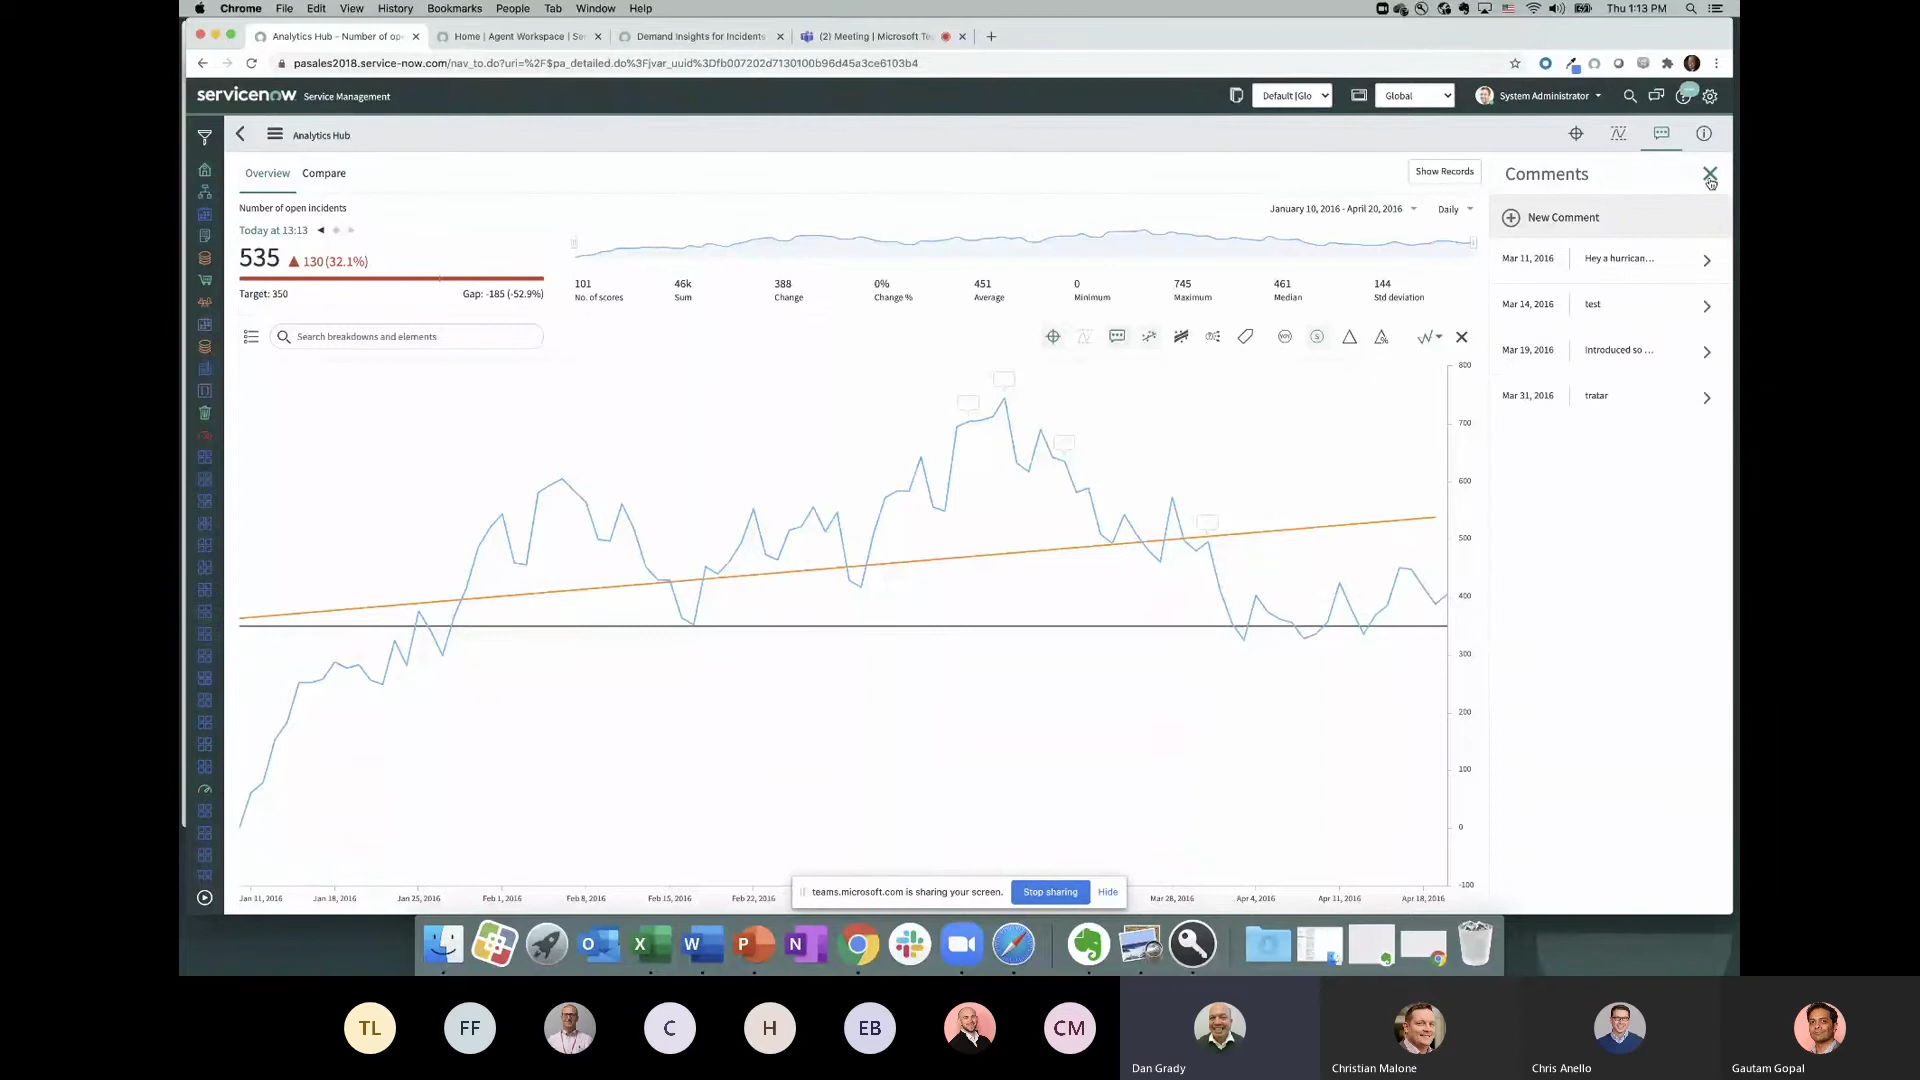 Chrome File Edit View History Bookmarks People Tab Window Help Thu 1:13 PM
Analytics Hub – Number of op Home | Agent Workspace | Se Demand Insights for Incidents (2) Meeting | Microsoft Te
pasales2018.service-now.com/nav_to.do?uri=%2F$pa_detailed.do%3Fjvar_uuid%3Dfb007202d7130100b96d45a3ce6103b4
servicenow Service Management Default [Glo Global System Administrator
Analytics Hub
Overview Compare Show Records Comments
Number of open incidents January 10, 2016 - April 20, 2016 Daily New Comment
Today at 13:13
535 130 (32.1%)
Target: 350 Gap: -185 (-52.9%)
101 46k 388 0% 451 0 745 461 144
No. of scores Sum Change Change % Average Minimum Maximum Median Std deviation
Mar 11, 2016 Hey a hurrican...
Mar 14, 2016 test
Mar 19, 2016 Introduced so ...
Mar 31, 2016 tratar
Search breakdowns and elements
800
700
600
500
400
300
200
100
0
-100
Jan 11, 2016 Jan 18, 2016 Jan 25, 2016 Feb 1, 2016 Feb 8, 2016 Feb 15, 2016 Feb 22, 2016 Mar 28, 2016 Apr 4, 2016 Apr 11, 2016 Apr 18, 2016
teams.microsoft.com is sharing your screen. Stop sharing Hide
O X W P N
TL FF C H EB CM
Dan Grady Christian Malone Chris Anello Gautam Gopal